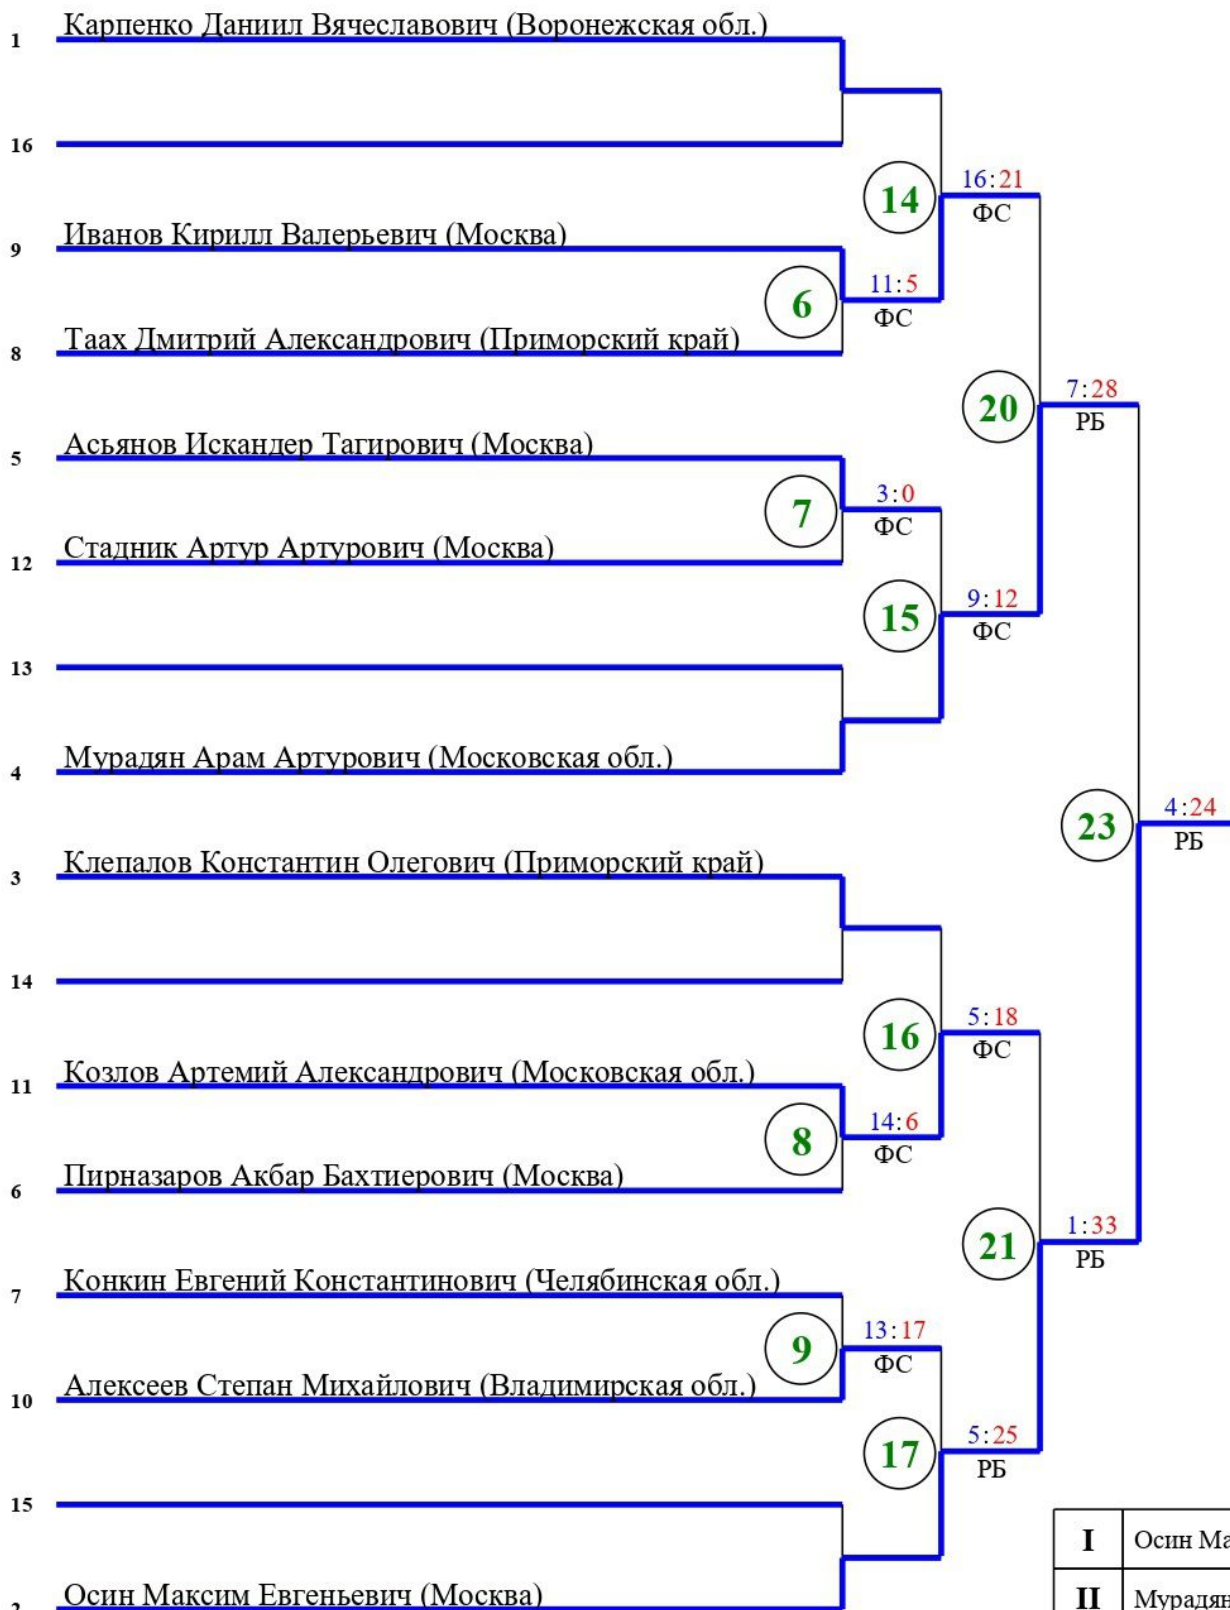 Карпенко Даниил Вячеславович (Воронежская обл.)
1
16
14
16:21
ФС
Иванов Кирилл Валерьевич (Москва)
9
6
11:5
ФС
Таах Дмитрий Александрович (Приморский край)
8
20
7:28
РБ
Асьянов Искандер Тагирович (Москва)
5
7
3:0
ФС
Стадник Артур Артурович (Москва)
12
15
9:12
ФС
13
Мурадян Арам Артурович (Московская обл.)
4
23
4:24
РБ
Клепалов Константин Олегович (Приморский край)
3
14
16
5:18
ФС
Козлов Артемий Александрович (Московская обл.)
11
8
14:6
ФС
Пирназаров Акбар Бахтиерович (Москва)
6
21
1:33
РБ
Конкин Евгений Константинович (Челябинская обл.)
7
9
13:17
ФС
Алексеев Степан Михайлович (Владимирская обл.)
10
17
5:25
РБ
15
I Осин Ма
Осин Максим Евгеньевич (Москва)
2
II Мурадян